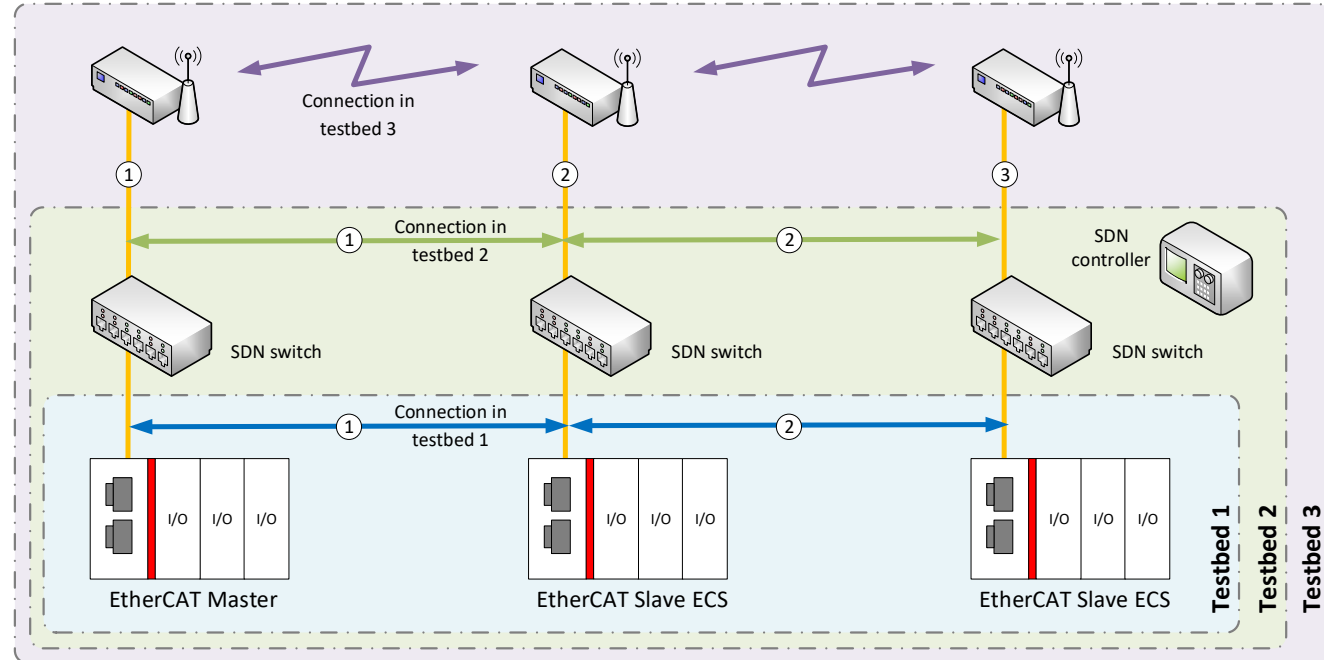 Connection in
testbed 3
1
2
3
Connection in
testbed 2
1
2
SDN
controller
SDN switch
SDN switch
SDN switch
Connection in
testbed 1
1
2
I/O I/O I/O
I/O I/O I/O
I/O I/O I/O
EtherCAT Master
EtherCAT Slave ECS
EtherCAT Slave ECS
Testbed 1
Testbed 2
Testbed 3